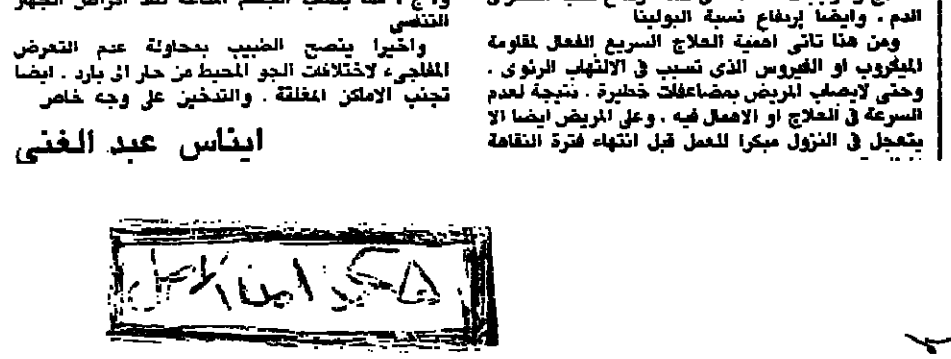 الدم . وايضا إرتفاع نسبة البولينا
ومن هنا تاتى اهمية العلاج السريع الفعال لمقاومة
الميكروب او الفيروس الذى تسبب فى الالتهاب الرئوى .
وحتى لايصاب المريض بمضاعفات خطيرة . نتيجة لعدم
السرعة فى العلاج او الاهمال فيه . وعلى المريض ايضا الا
يتعجل فى النزول مبكرا للعمل قبل انتهاء فترة النقاهة
التنفسى
واخيرا ينصح الطبيب بمحاولة عدم التعرض
المفاجىء لاختلافات الجو المحيط من حار الى بارد . ايضا
تجنب الاماكن المغلقة . والتدخين على وجه خاص
ايناس عبد الغنى